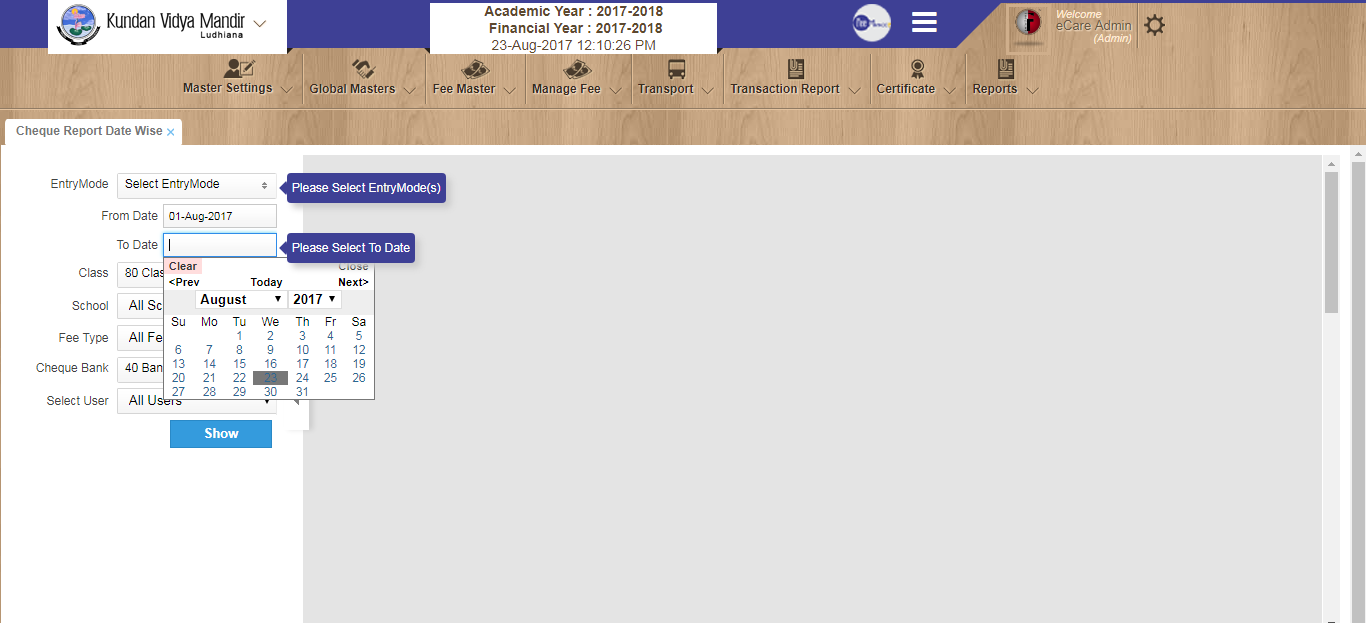 Kundan Vidya Mandir
Ludhiana
Academic Year : 2017-2018
Financial Year : 2017-2018
23-Aug-2017 12:10:26 PM
Welcome
eCare Admin
(Admin)
Master Settings
Global Masters
Fee Master
Manage Fee
Transport
Transaction Report
Certificate
Reports
Cheque Report Date Wise ×
EntryMode Select EntryMode Please Select EntryMode(s)
From Date 01-Aug-2017
To Date Please Select To Date
Clear Close
<Prev Today Next>
August 2017
Su Mo Tu We Th Fr Sa
1 2 3 4 5
6 7 8 9 10 11 12
13 14 15 16 17 18 19
20 21 22 23 24 25 26
27 28 29 30 31
Class 80 Clas
School All Sc
Fee Type All Fe
Cheque Bank 40 Ban
Select User All Users
Show